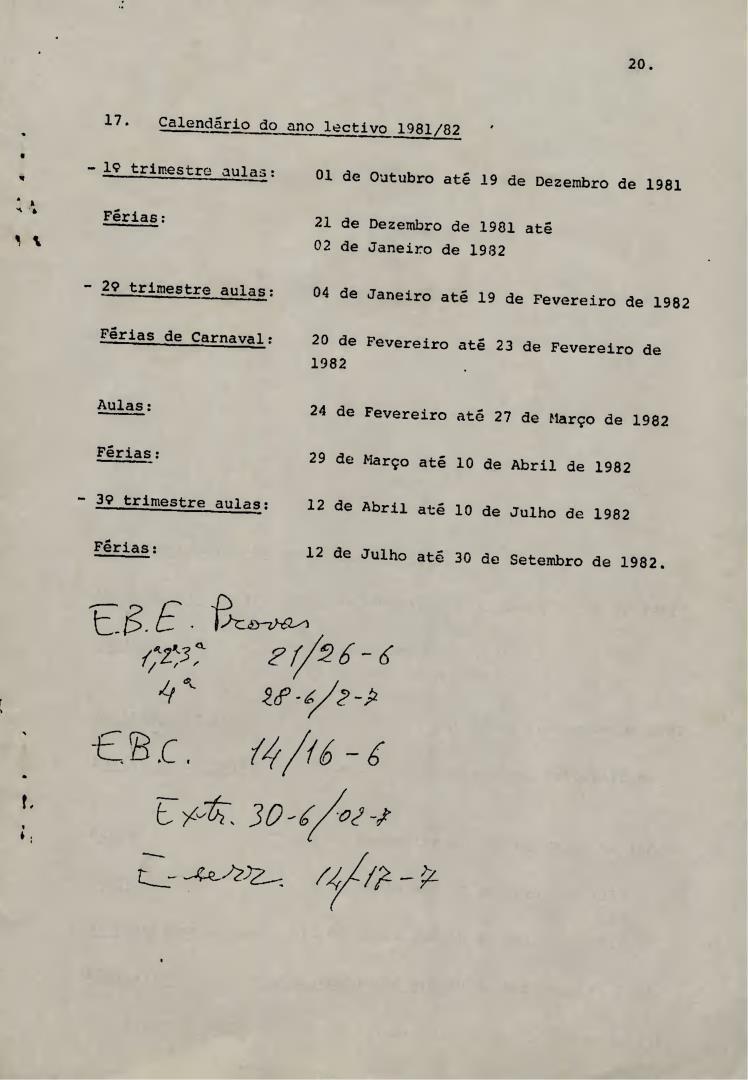 20.
17. Calendário do ano lectivo 1981/82
- 1º trimestre aulas: 01 de Outubro até 19 de Dezembro de 1981
Férias: 21 de Dezembro de 1981 até
02 de Janeiro de 1982
- 2º trimestre aulas: 04 de Janeiro até 19 de Fevereiro de 1982
Férias de Carnaval: 20 de Fevereiro até 23 de Fevereiro de
1982
Aulas: 24 de Fevereiro até 27 de Março de 1982
Férias: 29 de Março até 10 de Abril de 1982
- 3º trimestre aulas: 12 de Abril até 10 de Julho de 1982
Férias: 12 de Julho até 30 de Setembro de 1982.
E.B.E. Provas
1ª,2ª,3ª 21/26-6
4ª 28-6/2-7
E.B.C. 14/16-6
Extr. 30-6/02-7
14/17-7